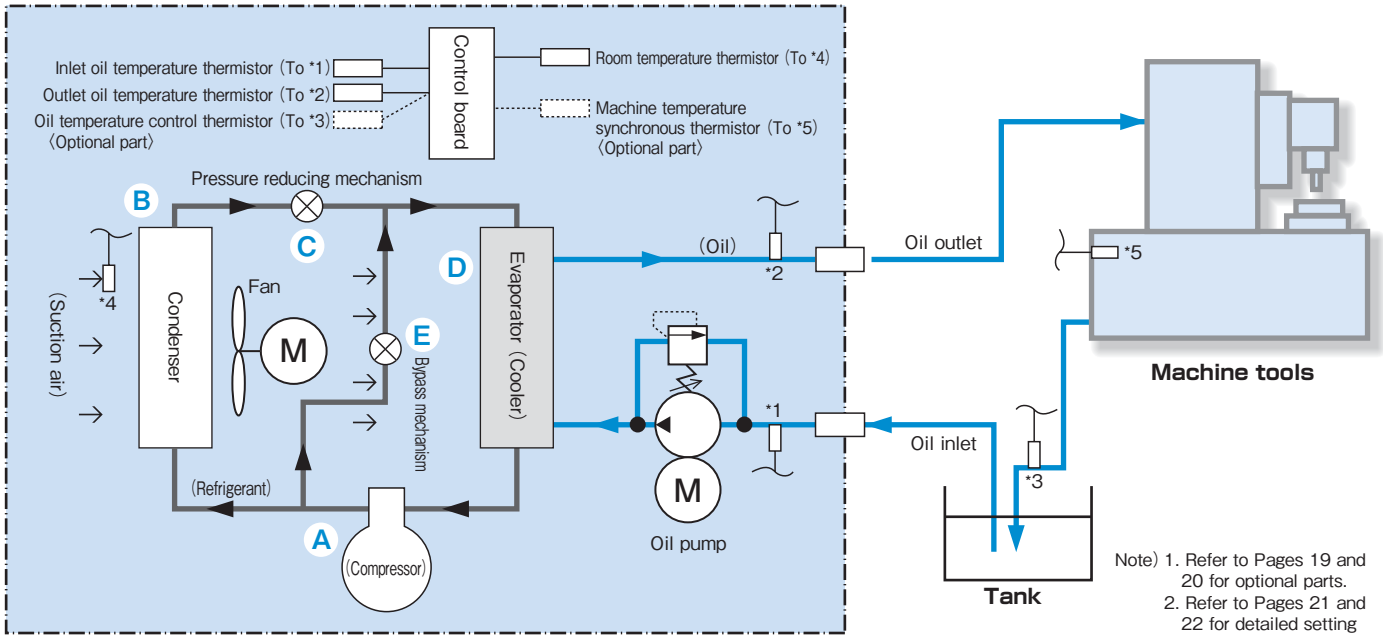 Inlet oil temperature thermistor (To *1)
Outlet oil temperature thermistor (To *2)
Oil temperature control thermistor (To *3)
〈Optional part〉
Control board
Room temperature thermistor (To *4)
Machine temperature
synchronous thermistor (To *5)
〈Optional part〉
Pressure reducing mechanism
B
C
D
*4
(Suction air)
Condenser
Fan
M
E
Bypass mechanism
Evaporator (Cooler)
(Oil)
*2
Oil outlet
*5
Machine tools
*1
Oil inlet
*3
M
Oil pump
(Refrigerant)
A
(Compressor)
Tank
Note) 1. Refer to Pages 19 and
20 for optional parts.
2. Refer to Pages 21 and
22 for detailed setting